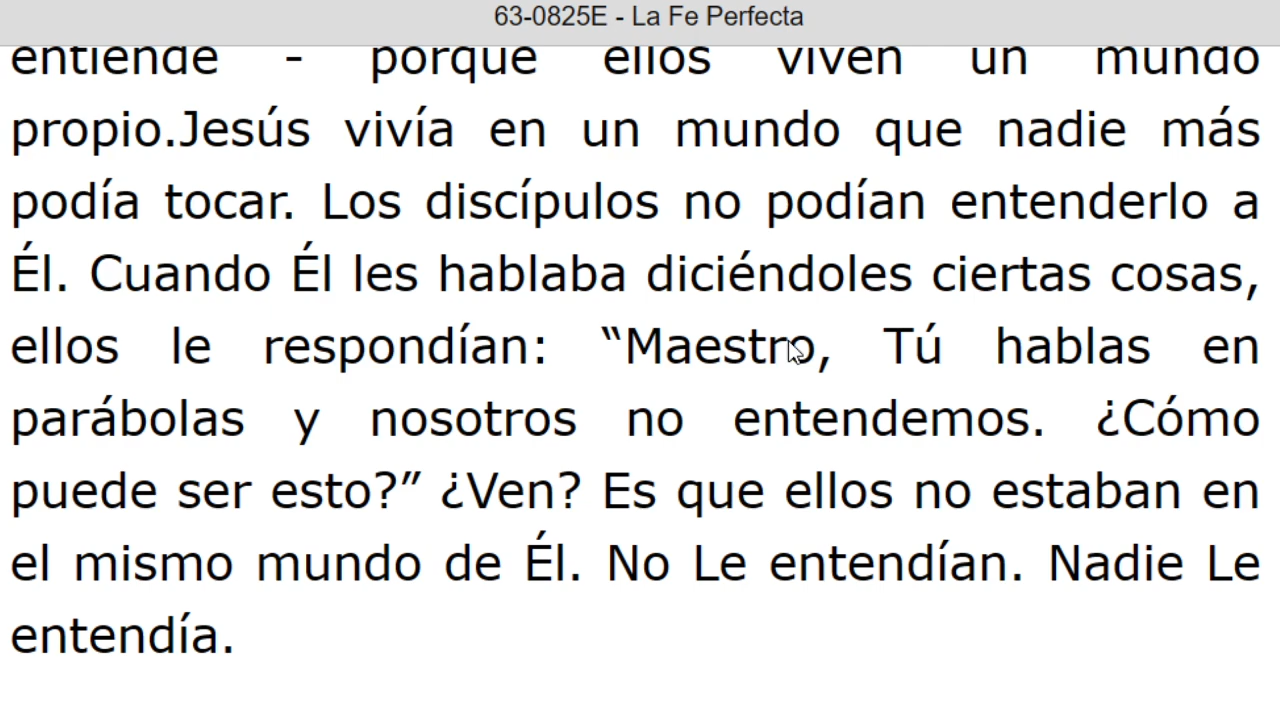 63-0825E - La Fe Perfecta
entiende - porque ellos viven un mundo
propio.Jesús vivía en un mundo que nadie más
podía tocar. Los discípulos no podían entenderlo a
Él. Cuando Él les hablaba diciéndoles ciertas cosas,
ellos le respondían: “Maestro, Tú hablas en
parábolas y nosotros no entendemos. ¿Cómo
puede ser esto?” ¿Ven? Es que ellos no estaban en
el mismo mundo de Él. No Le entendían. Nadie Le
entendía.